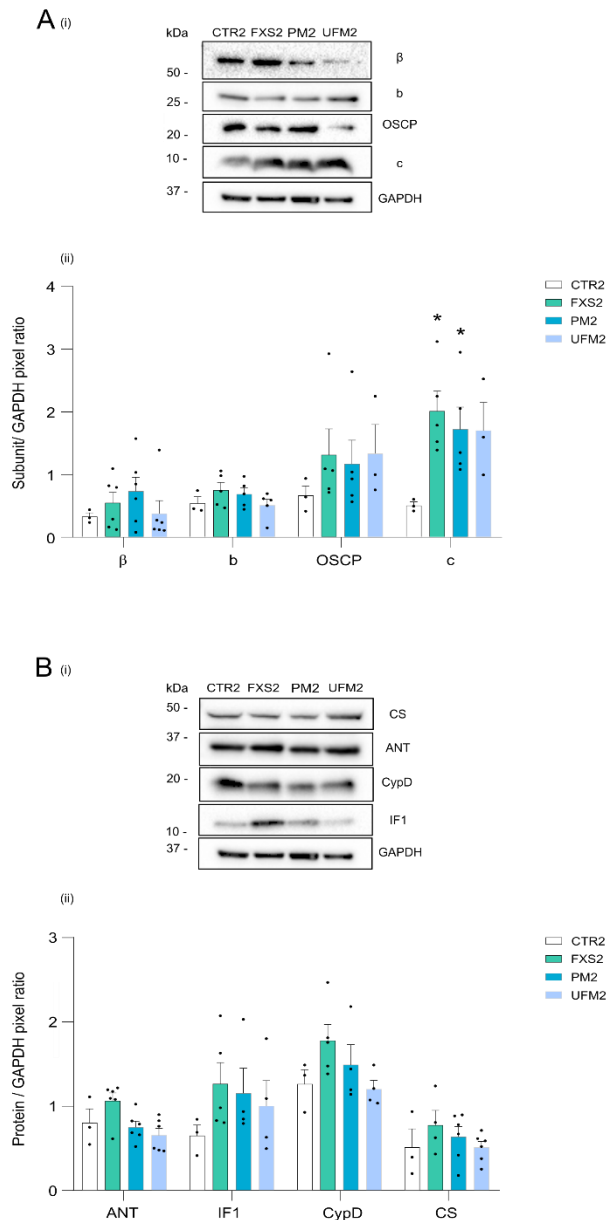 A (i)
kDa CTR2 FXS2 PM2 UFM2
50 - β
25 - b
20 - OSCP
10 - c
37 - GAPDH
(ii)
Subunit/ GAPDH pixel ratio
4
3
2
1
0
* *
CTR2
FXS2
PM2
UFM2
β b OSCP c
B (i)
kDa CTR2 FXS2 PM2 UFM2
50 - CS
37 - ANT
20 - CypD
10 - IF1
37 - GAPDH
(ii)
Protein / GAPDH pixel ratio
3
2
1
0
CTR2
FXS2
PM2
UFM2
ANT IF1 CypD CS